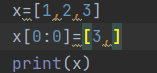 x=[1,2,3]
x[0:0]=[3,]
print(x)